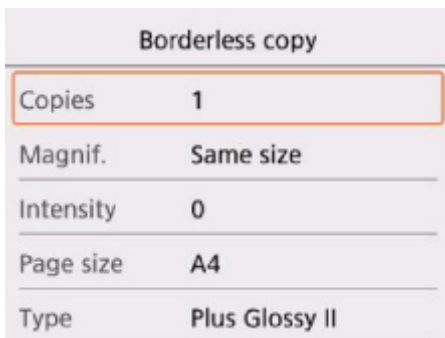 Borderless copy
Copies 1
Magnif. Same size
Intensity 0
Page size A4
Type Plus Glossy II